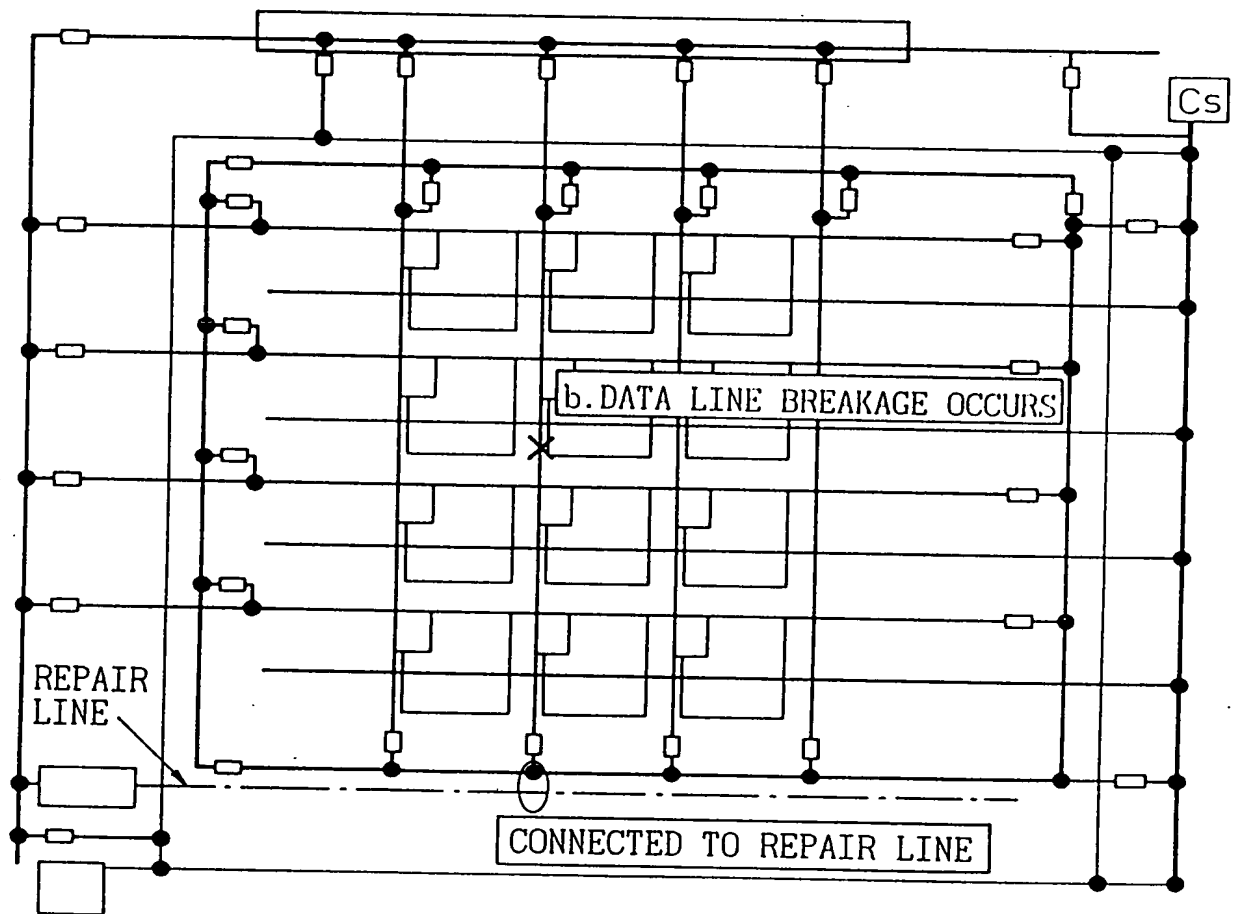 Cs
b. DATA LINE BREAKAGE OCCURS
REPAIR
LINE
CONNECTED TO REPAIR LINE